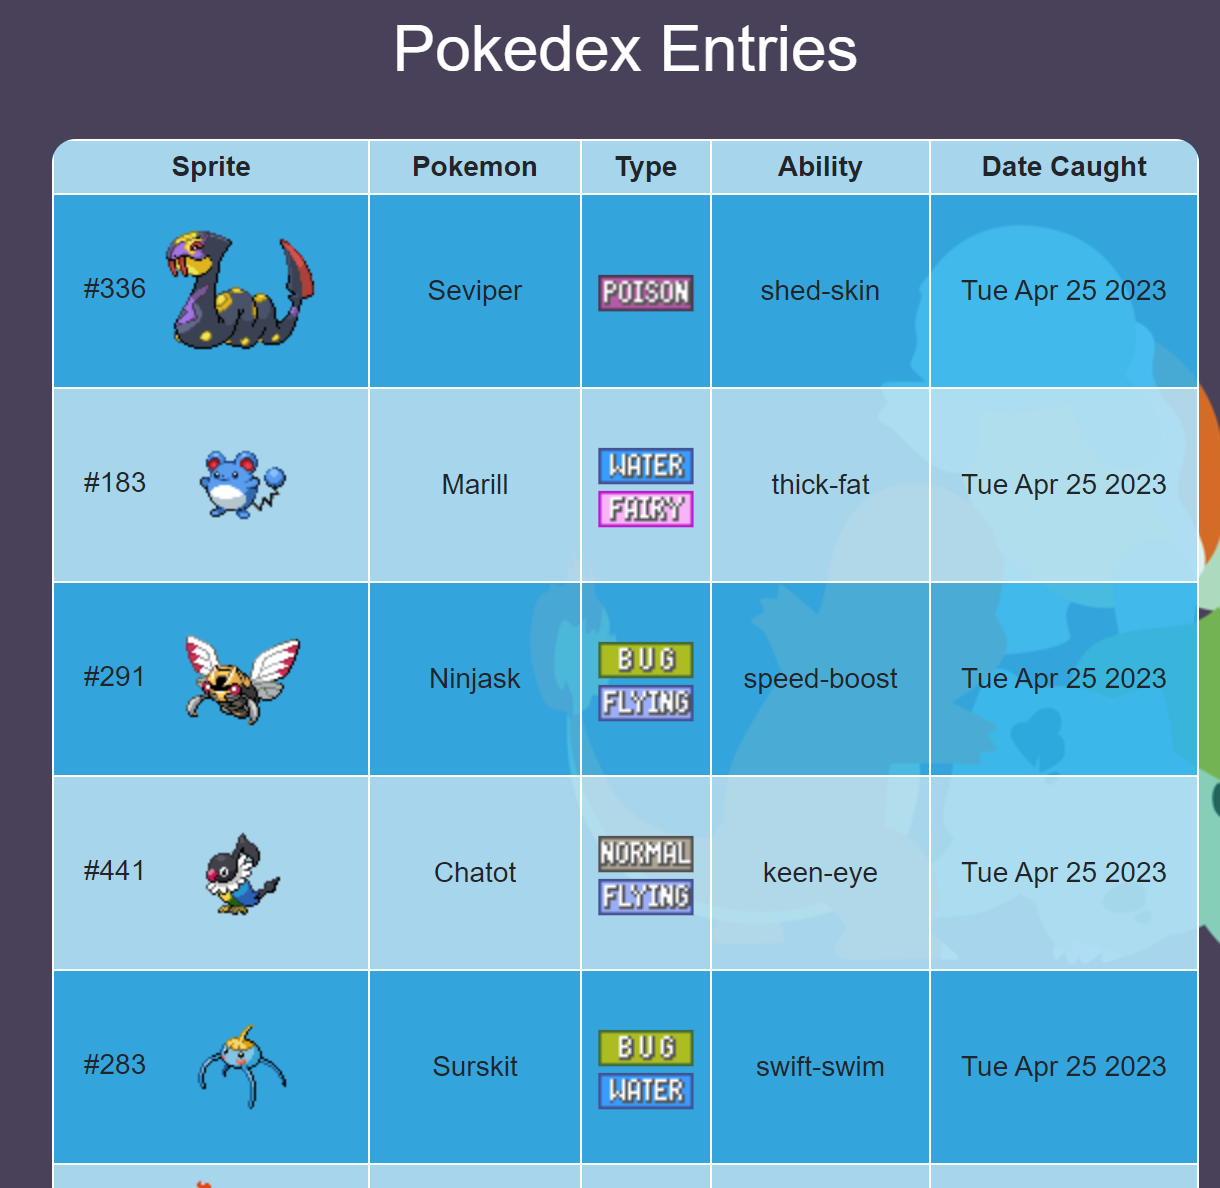 Pokedex Entries
Sprite Pokemon Type Ability Date Caught
#336 Seviper POISON shed-skin Tue Apr 25 2023
#183 Marill WATER FAIRY thick-fat Tue Apr 25 2023
#291 Ninjask BUG FLYING speed-boost Tue Apr 25 2023
#441 Chatot NORMAL FLYING keen-eye Tue Apr 25 2023
#283 Surskit BUG WATER swift-swim Tue Apr 25 2023